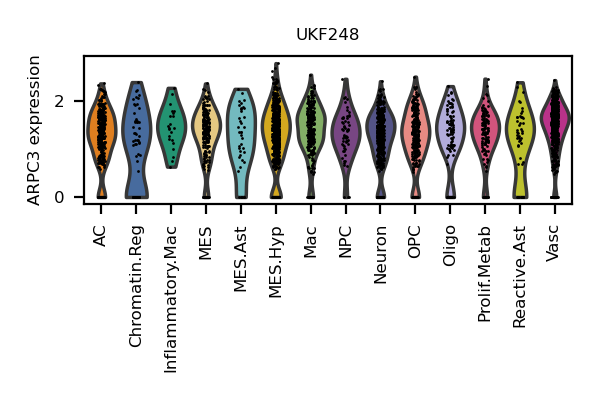 UKF248
ARPC3 expression
2
0
AC
Chromatin.Reg
Inflammatory.Mac
MES
MES.Ast
MES.Hyp
Mac
NPC
Neuron
OPC
Oligo
Prolif.Metab
Reactive.Ast
Vasc